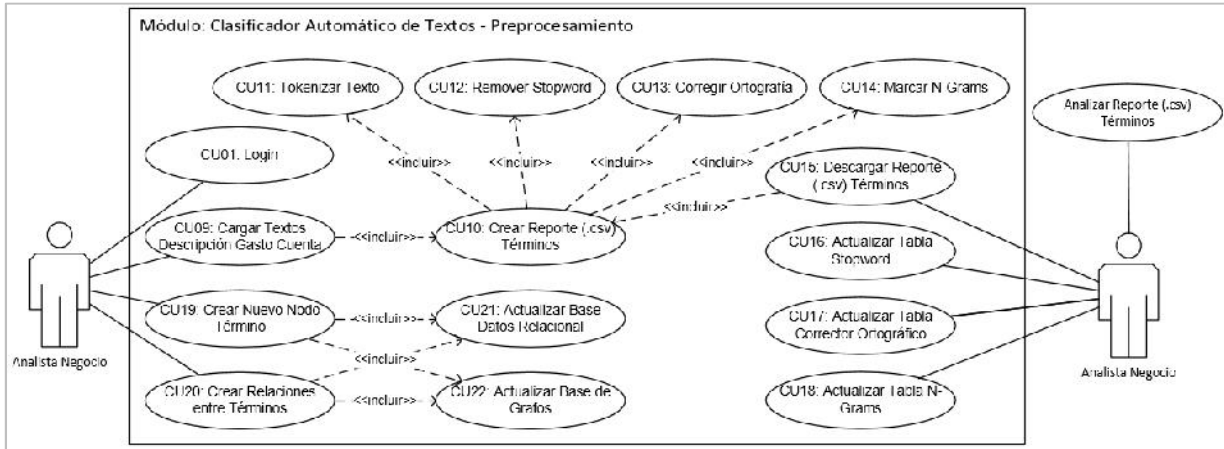 Módulo: Clasificador Automático de Textos - Preprocesamiento
CU11: Tokenizar Texto
CU12: Remover Stopword
CU13: Corregir Ortografía
CU14: Marcar N-Grams
Analizar Reporte (.csv)
Términos
CU01: Login
<<incluir>>
<<incluir>>
<<incluir>>
<<incluir>>
CU15: Descargar Reporte
(.csv) Términos
<<incluir>>
CU09: Cargar Textos
Descripción Gasto Cuenta
<<incluir>>
CU10: Crear Reporte (.csv)
Términos
CU16: Actualizar Tabla
Stopword
CU19: Crear Nuevo Nodo
Término
<<incluir>>
CU21: Actualizar Base
Datos Relacional
CU17: Actualizar Tabla
Corrector Ortográfico
Analista Negocio
<<incluir>>
Analista Negocio
CU20: Crear Relaciones
entre Términos
<<incluir>>
CU22: Actualizar Base de
Grafos
CU18: Actualizar Tabla N-
Grams